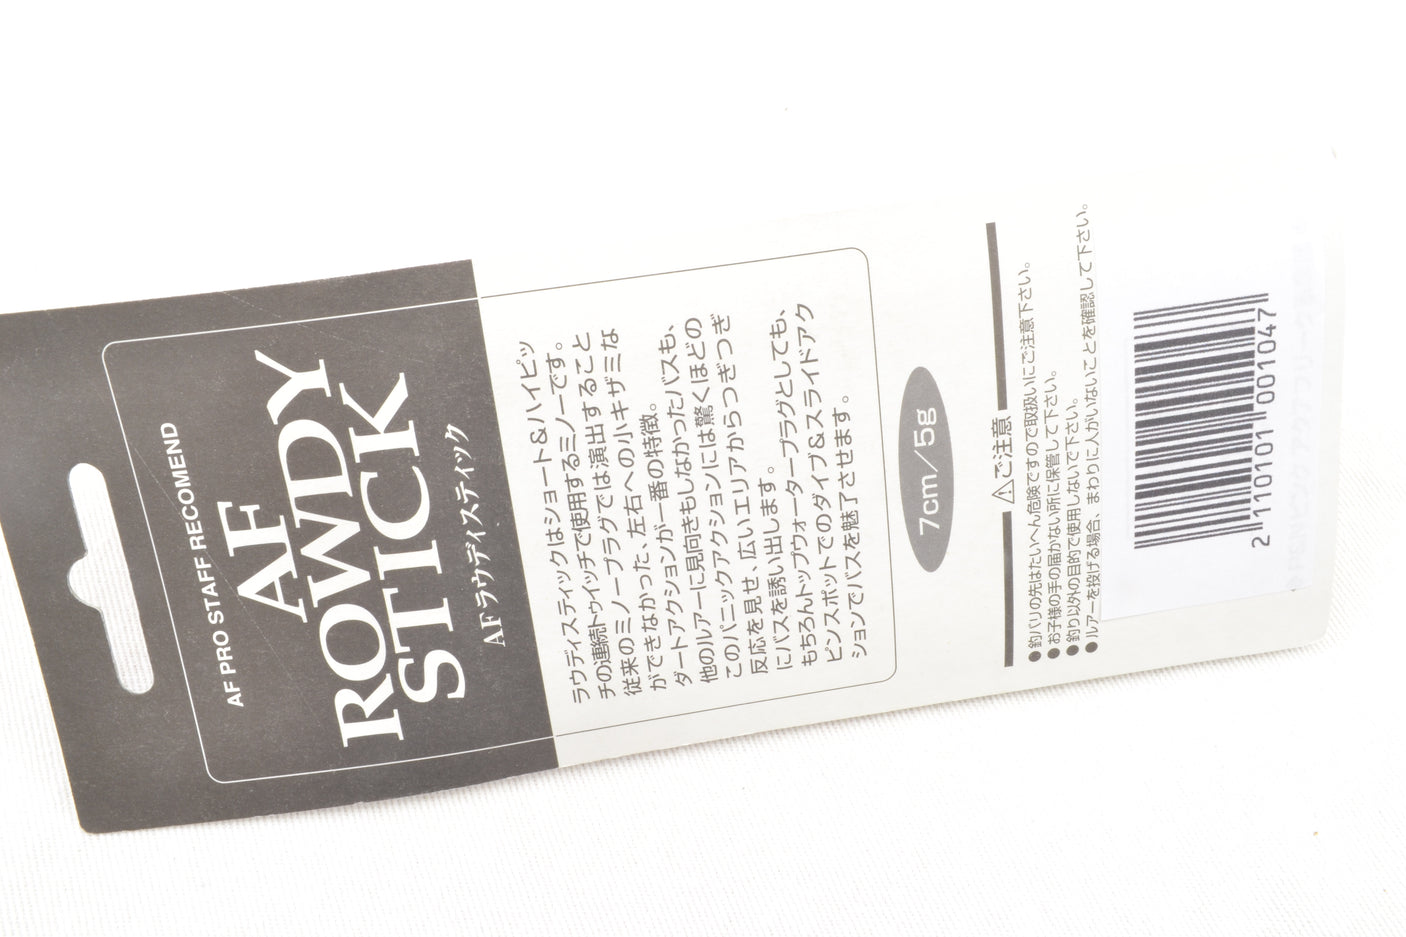 AF PRO STAFF RECOMEND
AF
ROWDY
STICK
AFラウディスティック
ラウディスティックはショート&ハイピッ
チの連続トゥイッチで使用するミノーです。
従来のミノープラグでは演出すること
ができなかった、左右への小キザミな
ダートアクションが一番の特徴。
他のルアーに見向きもしなかったバスも、
このパニックアクションには驚くほどの
反応を見せ、広いエリアからつぎつぎ
にバスを誘い出します。
もちろんトップウォータープラグとしても、
ピンスポットでのダイブ&スライドアク
ションでバスを魅了させます。
7cm/5g
⚠ご注意
●釣バリの先はたいへん危険ですので取扱いにご注意下さい。
●お子様の手の届かない所に保管して下さい。
●釣り以外の目的で使用しないで下さい。
●ルアーを投げる場合、まわりに人がいないことを確認して下さい。
2 110101 001047